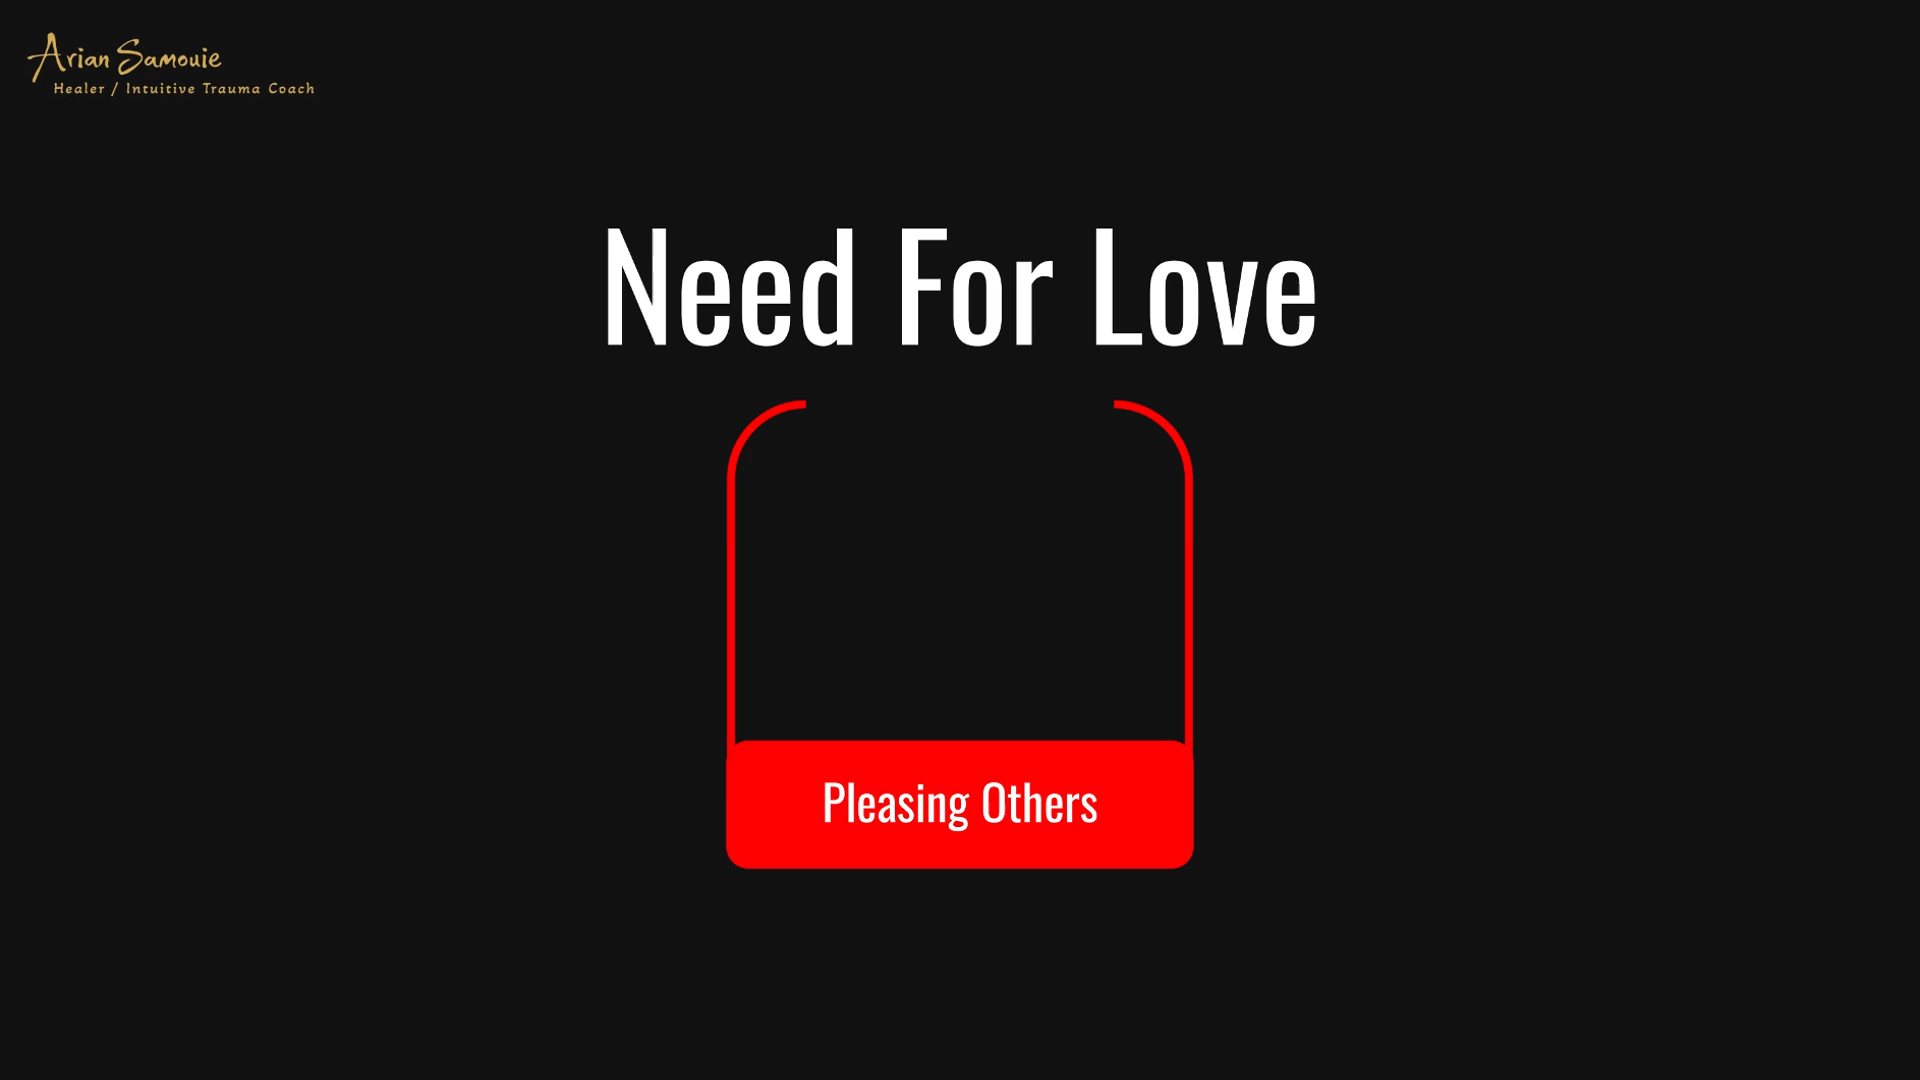 Arian Samouie
Healer / Intuitive Trauma Coach
Need For Love
Pleasing Others